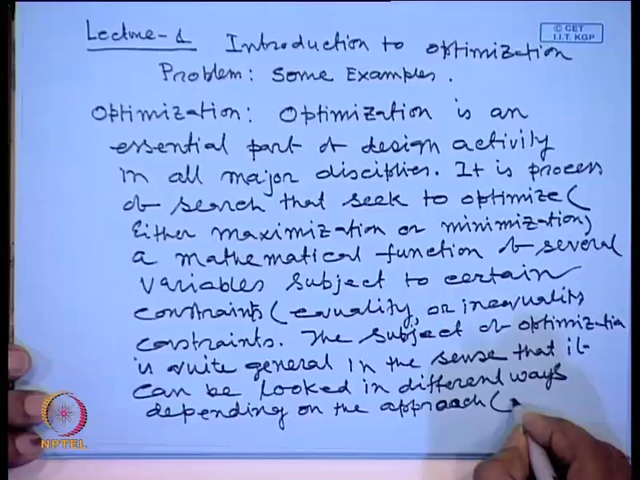 Lecture-1 Introduction to optimization
© CET
I.I.T. KGP
Problem: Some Examples.
Optimization: Optimization is an
essential part of design activity
in all major disciplies. It is process
of search that seek to optimize (
Either maximization or minimization)
a mathematical function of several
variables subject to certain
constraints (equality, or inequality
constraints. The subject of optimization
is quite general in the sense that it
can be looked in different ways
depending on the approach (
NPTEL